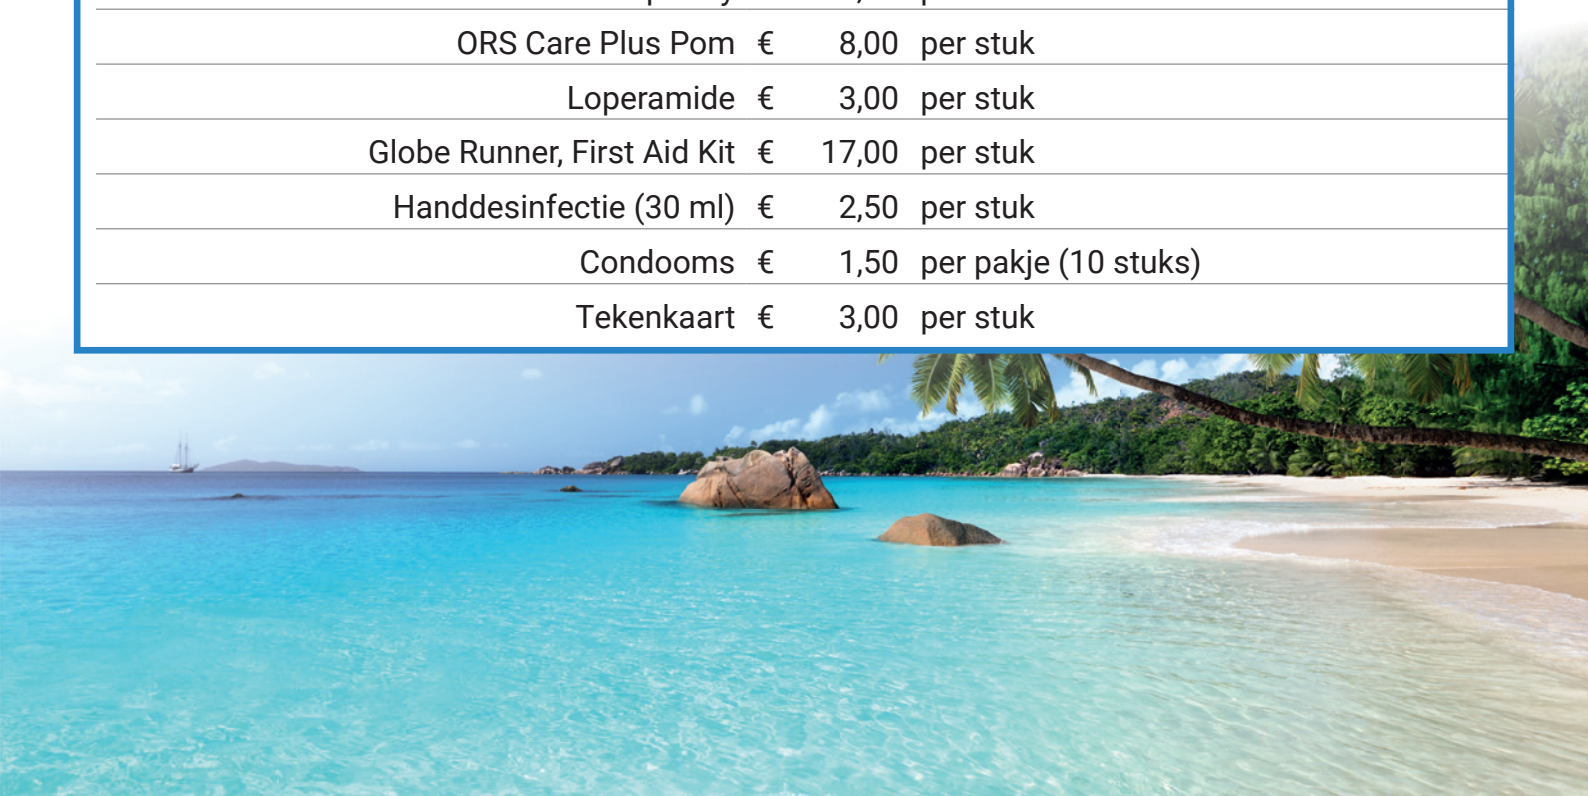 ORS Care Plus Pom € 8,00 per stuk
Loperamide € 3,00 per stuk
Globe Runner, First Aid Kit € 17,00 per stuk
Handdesinfectie (30 ml) € 2,50 per stuk
Condooms € 1,50 per pakje (10 stuks)
Tekenkaart € 3,00 per stuk